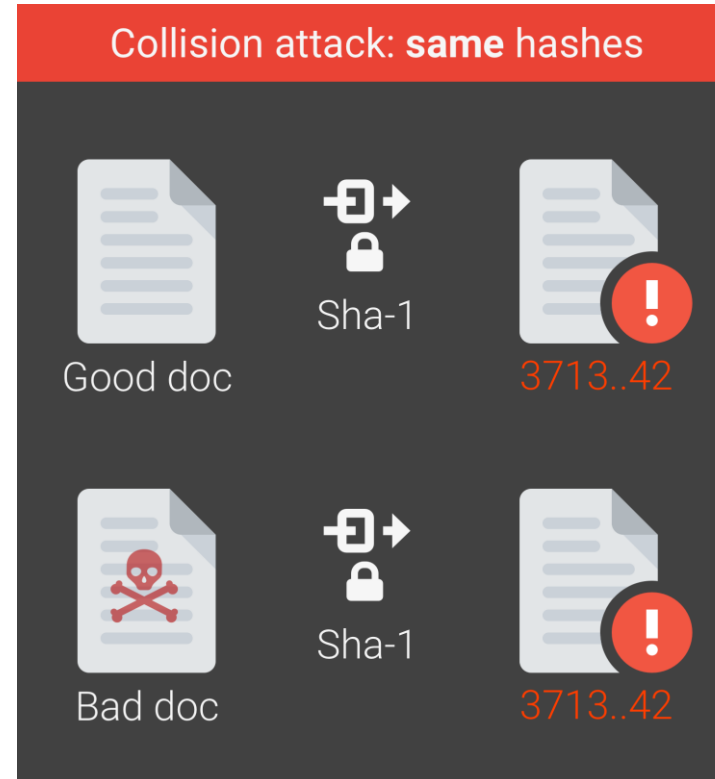 Collision attack: same hashes
Sha-1
Good doc
3713..42
Sha-1
Bad doc
3713..42